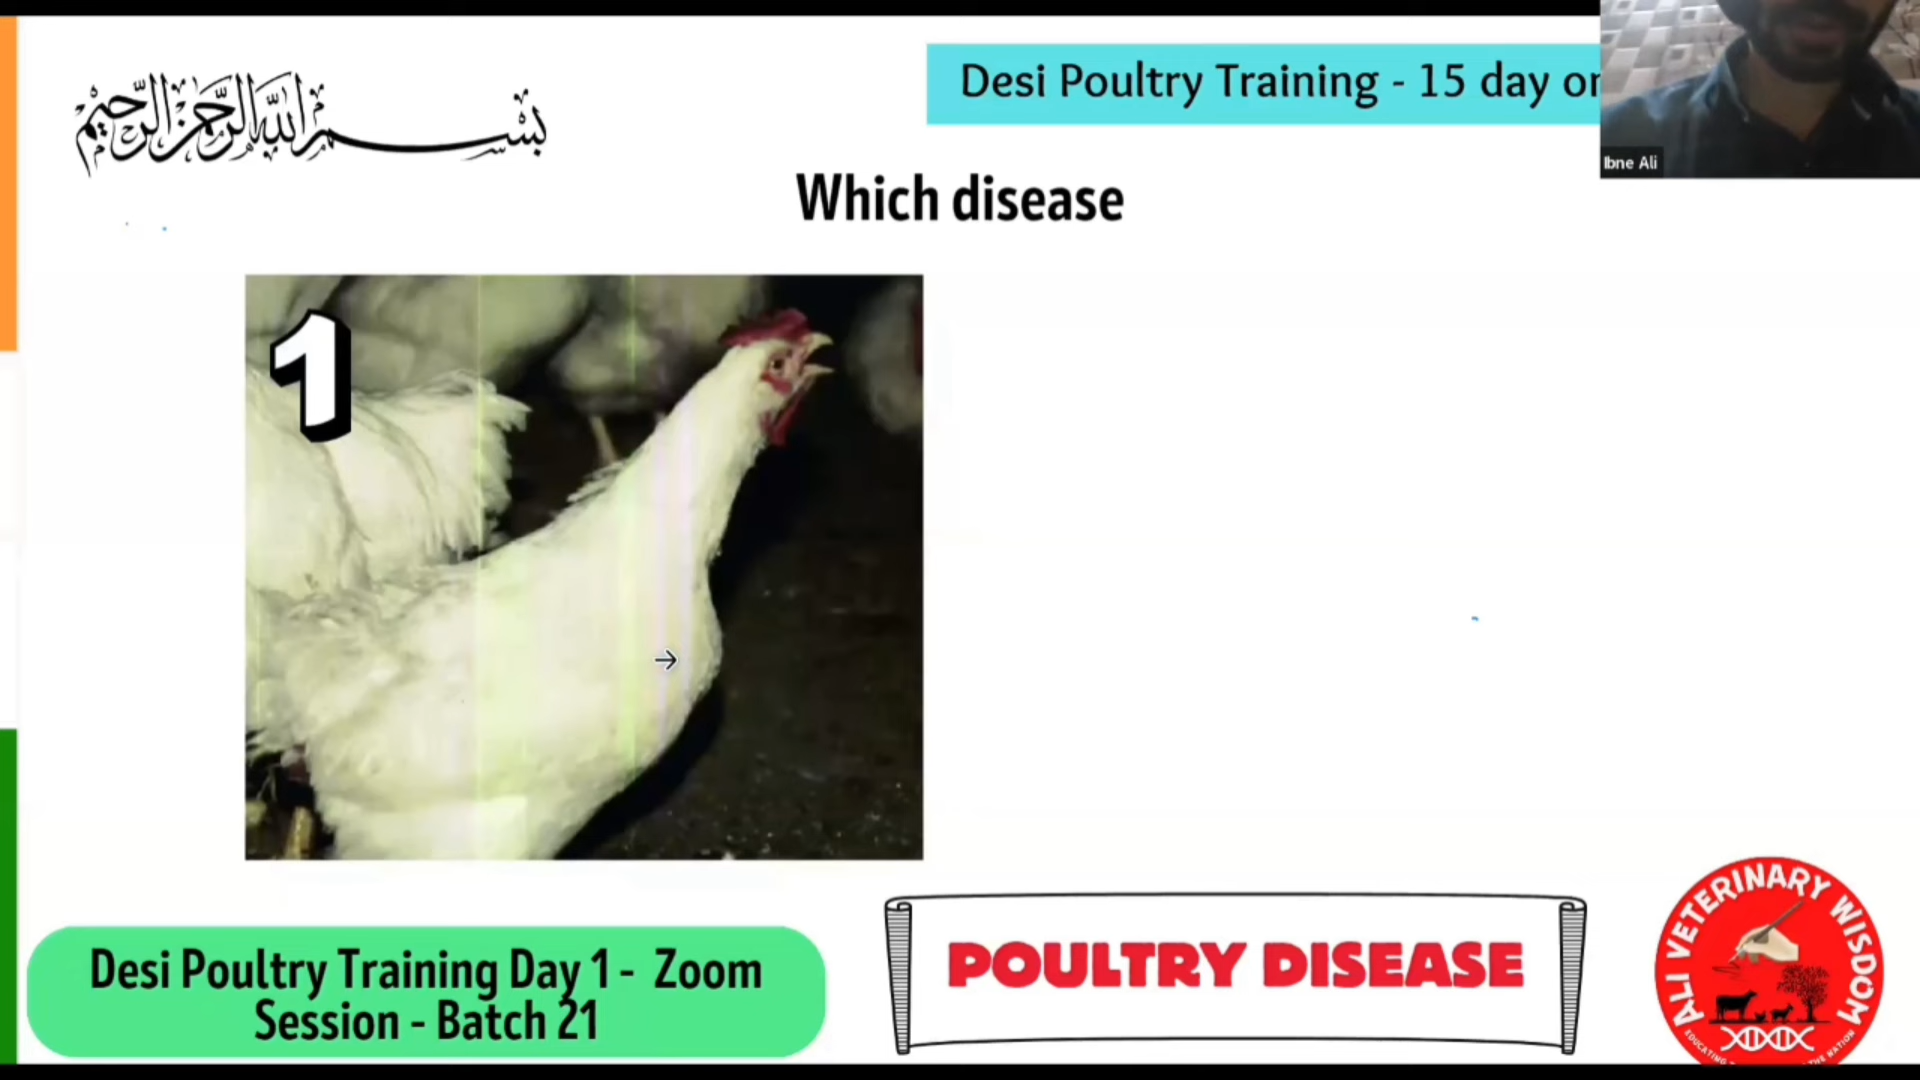 بسم الله الرحمن الرحيم
Desi Poultry Training - 15 day or
Ibne Ali
Which disease
1
Desi Poultry Training Day 1 - Zoom
Session - Batch 21
POULTRY DISEASE
ALI VETERINARY WISDOM